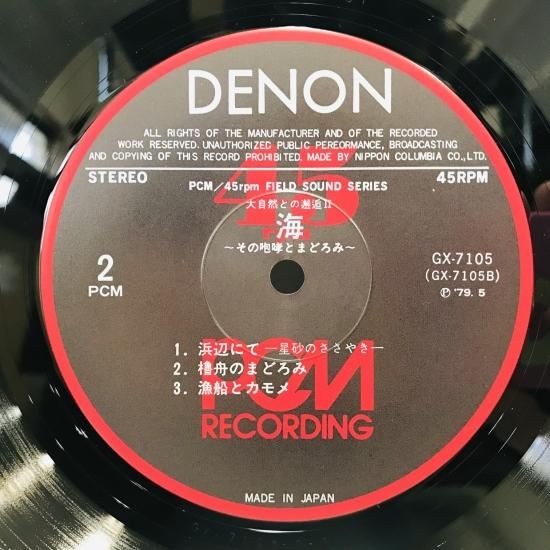 DENON
ALL RIGHTS OF THE MANUFACTURER AND OF THE RECORDED
WORK RESERVED. UNAUTHORIZED PUBLIC PEREORMANCE, BROADCASTING
AND COPYING OF THIS RECORD PROHIBITED. MADE BY NIPPON COLUMBIA CO., LTD.
45
STEREO
45RPM
PCM/45rpm FIELD SOUND SERIES
大自然との邂逅II
海
〜その咆哮とまどろみ〜
2
PCM
GX-7105
(GX-7105B)
Ⓟ '79. 5
1. 浜辺にて —星砂のささやき—
2. 櫓舟のまどろみ
3. 漁船とカモメ
PCM
RECORDING
MADE IN JAPAN